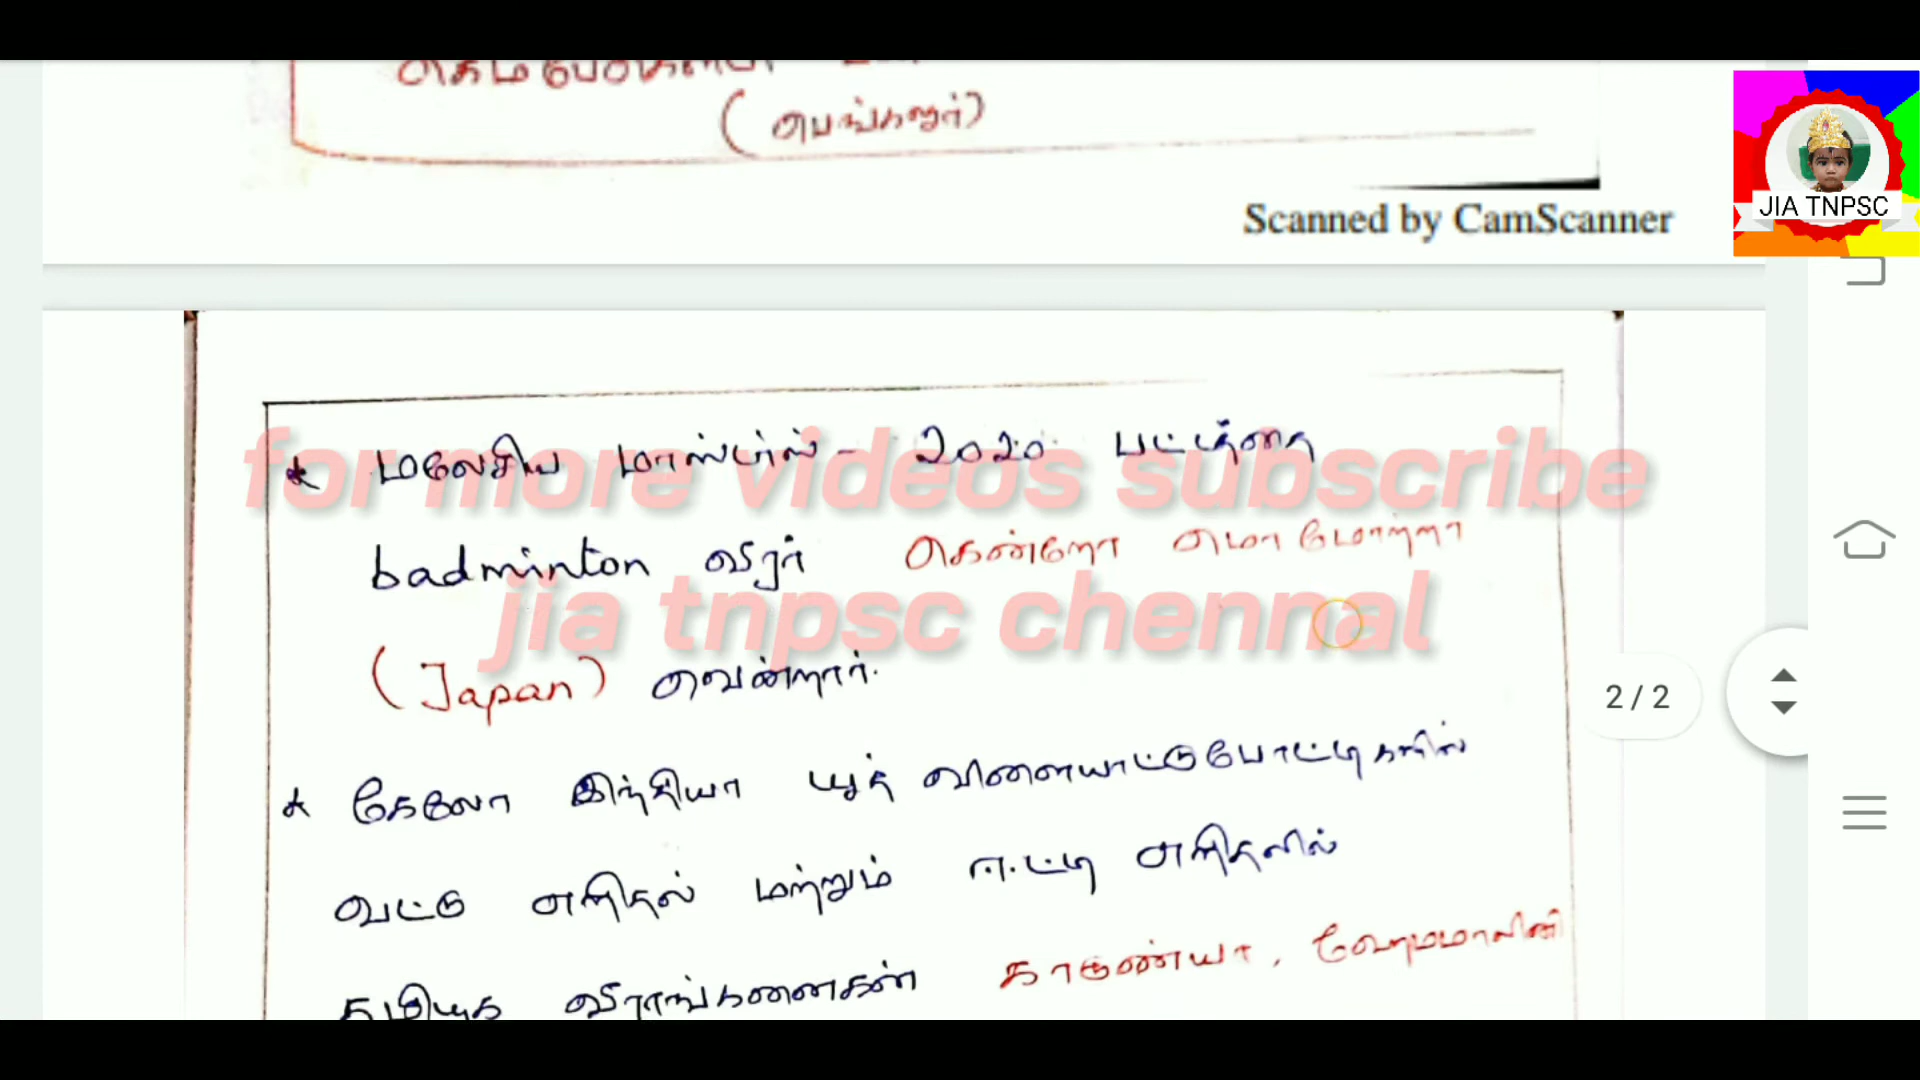 (பெங்களூர்)
Scanned by CamScanner
JIA TNPSC
* மலேசிய மாஸ்டர்ஸ் - 2020 பட்டத்தை
for more videos subscribe
badminton வீரர் கென்றோ மொமோற்றா
jia tnpsc chennal
(Japan) வென்றார்.
2 / 2
* கேலோ இந்தியா யூத் விளையாட்டுபோட்டிகளில்
வட்டு எறிதல் மற்றும் ஈட்டி எறிதலில்
தமிழக வீராங்கனைகள் காருண்யா, ஹேமமாலினி